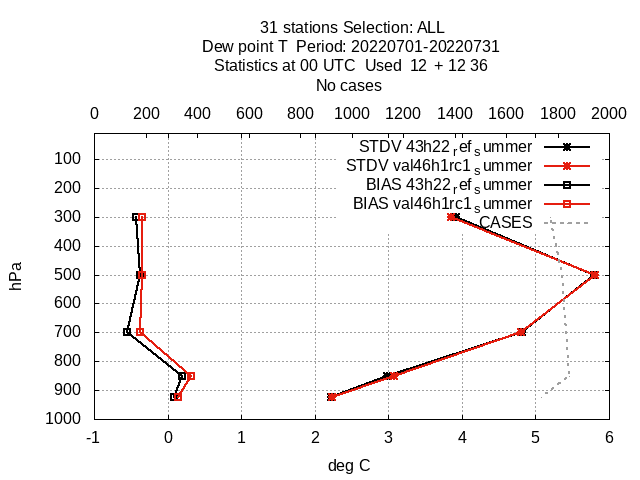 31 stations Selection: ALL
Dew point T  Period: 20220701-20220731
Statistics at 00 UTC  Used  12  + 12 36
No cases
0 200 400 600 800 1000 1200 1400 1600 1800 2000
STDV 43h22_ref_summer
STDV val46h1rc1_summer
BIAS 43h22_ref_summer
BIAS val46h1rc1_summer
CASES
100
200
300
400
500
600
700
800
900
1000
hPa
-1 0 1 2 3 4 5 6
deg C